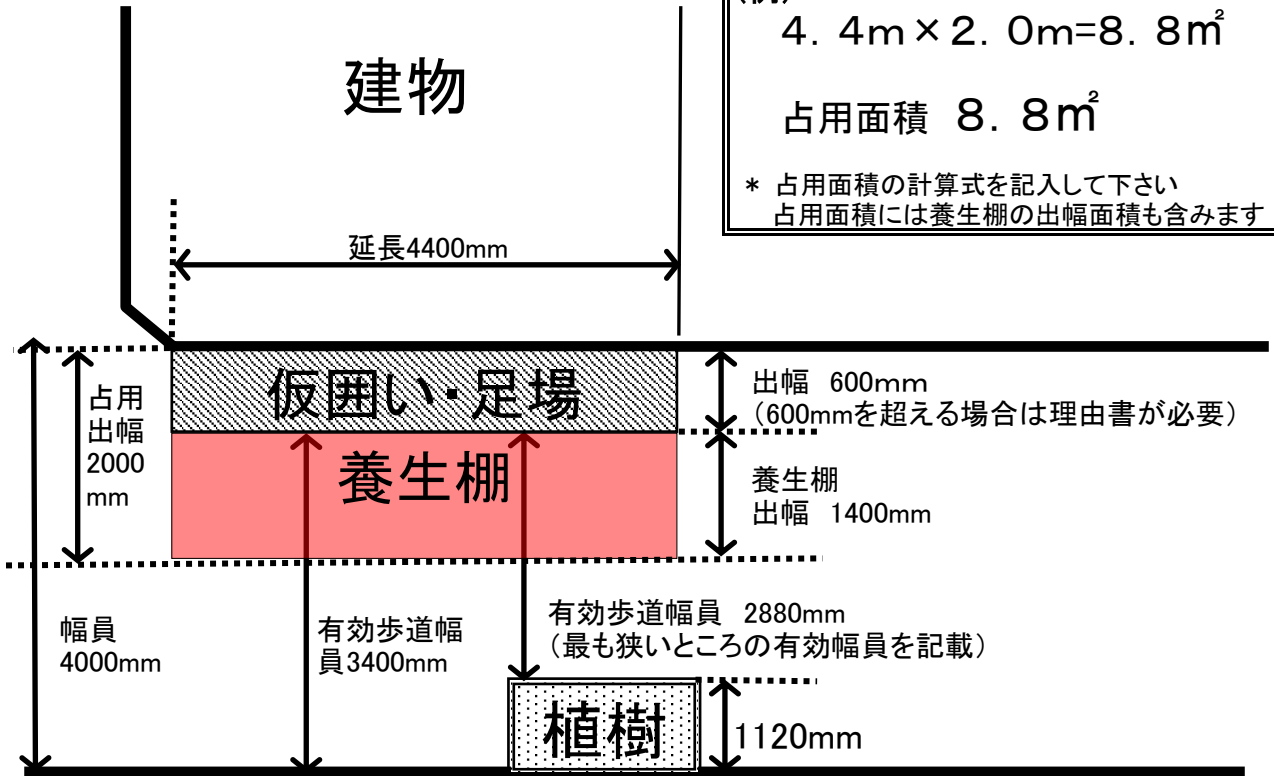 (例)
4．4m×2．0m=8．8㎡
占用面積 8．8㎡
* 占用面積の計算式を記入して下さい
占用面積には養生棚の出幅面積も含みます
建物
延長4400mm
仮囲い・足場
占用
出幅
2000
mm
出幅 600mm
（600mmを超える場合は理由書が必要）
養生棚
養生棚
出幅 1400mm
幅員
4000mm
有効歩道幅
員3400mm
有効歩道幅員 2880mm
（最も狭いところの有効幅員を記載）
植樹
1120mm